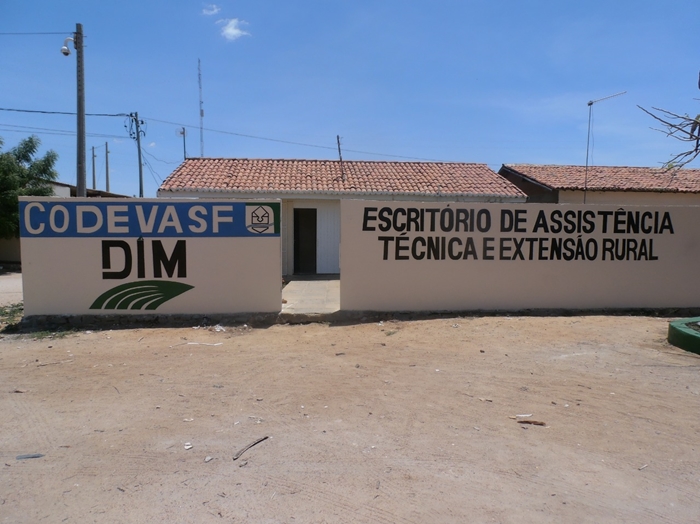 CODEVASF
DIM
ESCRITÓRIO DE ASSISTÊNCIA
TÉCNICA E EXTENSÃO RURAL